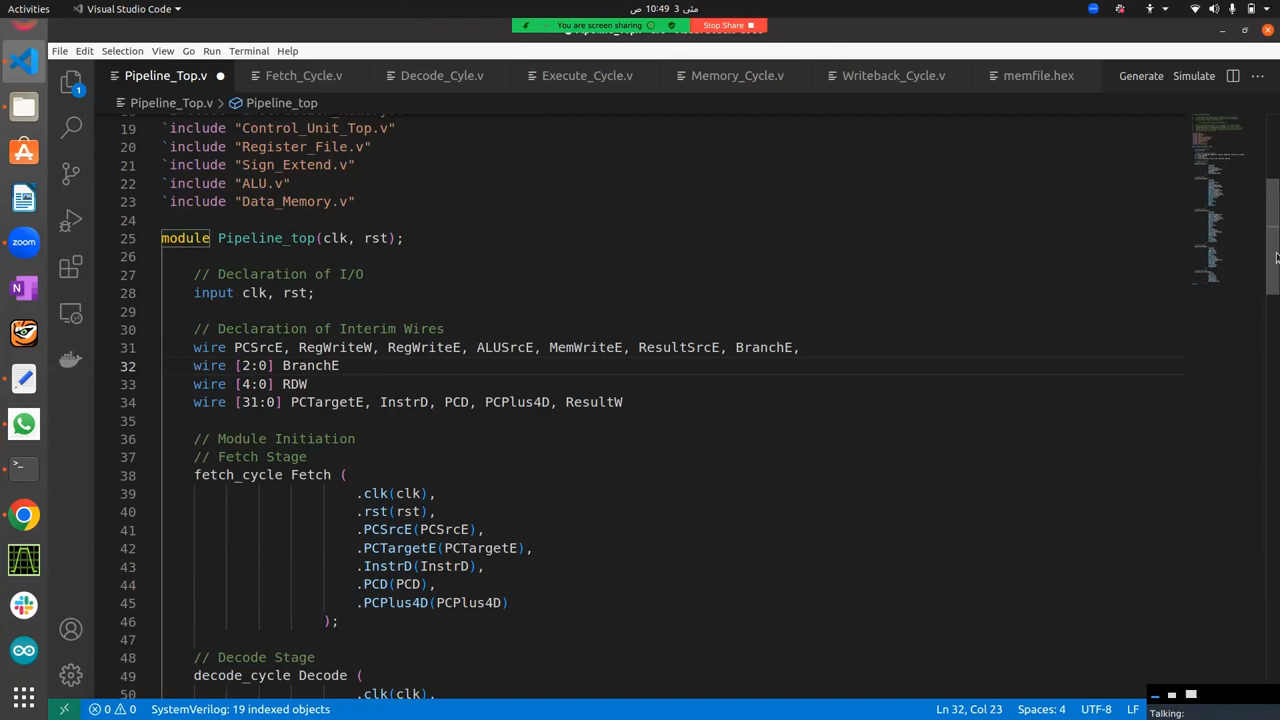 Activities
Visual Studio Code
مئی 3 10:49 ص
You are screen sharing
Stop Share
File Edit Selection View Go Run Terminal Help
Pipeline_Top.v Fetch_Cycle.v Decode_Cyle.v Execute_Cycle.v Memory_Cycle.v Writeback_Cycle.v memfile.hex Generate Simulate
Pipeline_Top.v > Pipeline_top
19 `include "Control_Unit_Top.v"
20 `include "Register_File.v"
21 `include "Sign_Extend.v"
22 `include "ALU.v"
23 `include "Data_Memory.v"
24
25 module Pipeline_top(clk, rst);
26
27 // Declaration of I/O
28 input clk, rst;
29
30 // Declaration of Interim Wires
31 wire PCSrcE, RegWriteW, RegWriteE, ALUSrcE, MemWriteE, ResultSrcE, BranchE,
32 wire [2:0] BranchE
33 wire [4:0] RDW
34 wire [31:0] PCTargetE, InstrD, PCD, PCPlus4D, ResultW
35
36 // Module Initiation
37 // Fetch Stage
38 fetch_cycle Fetch (
39 .clk(clk),
40 .rst(rst),
41 .PCSrcE(PCSrcE),
42 .PCTargetE(PCTargetE),
43 .InstrD(InstrD),
44 .PCD(PCD),
45 .PCPlus4D(PCPlus4D)
46 );
47
48 // Decode Stage
49 decode_cycle Decode (
50 .clk(clk),
1
zoom
0 0 SystemVerilog: 19 indexed objects Ln 32, Col 23 Spaces: 4 UTF-8 LF
Talking: